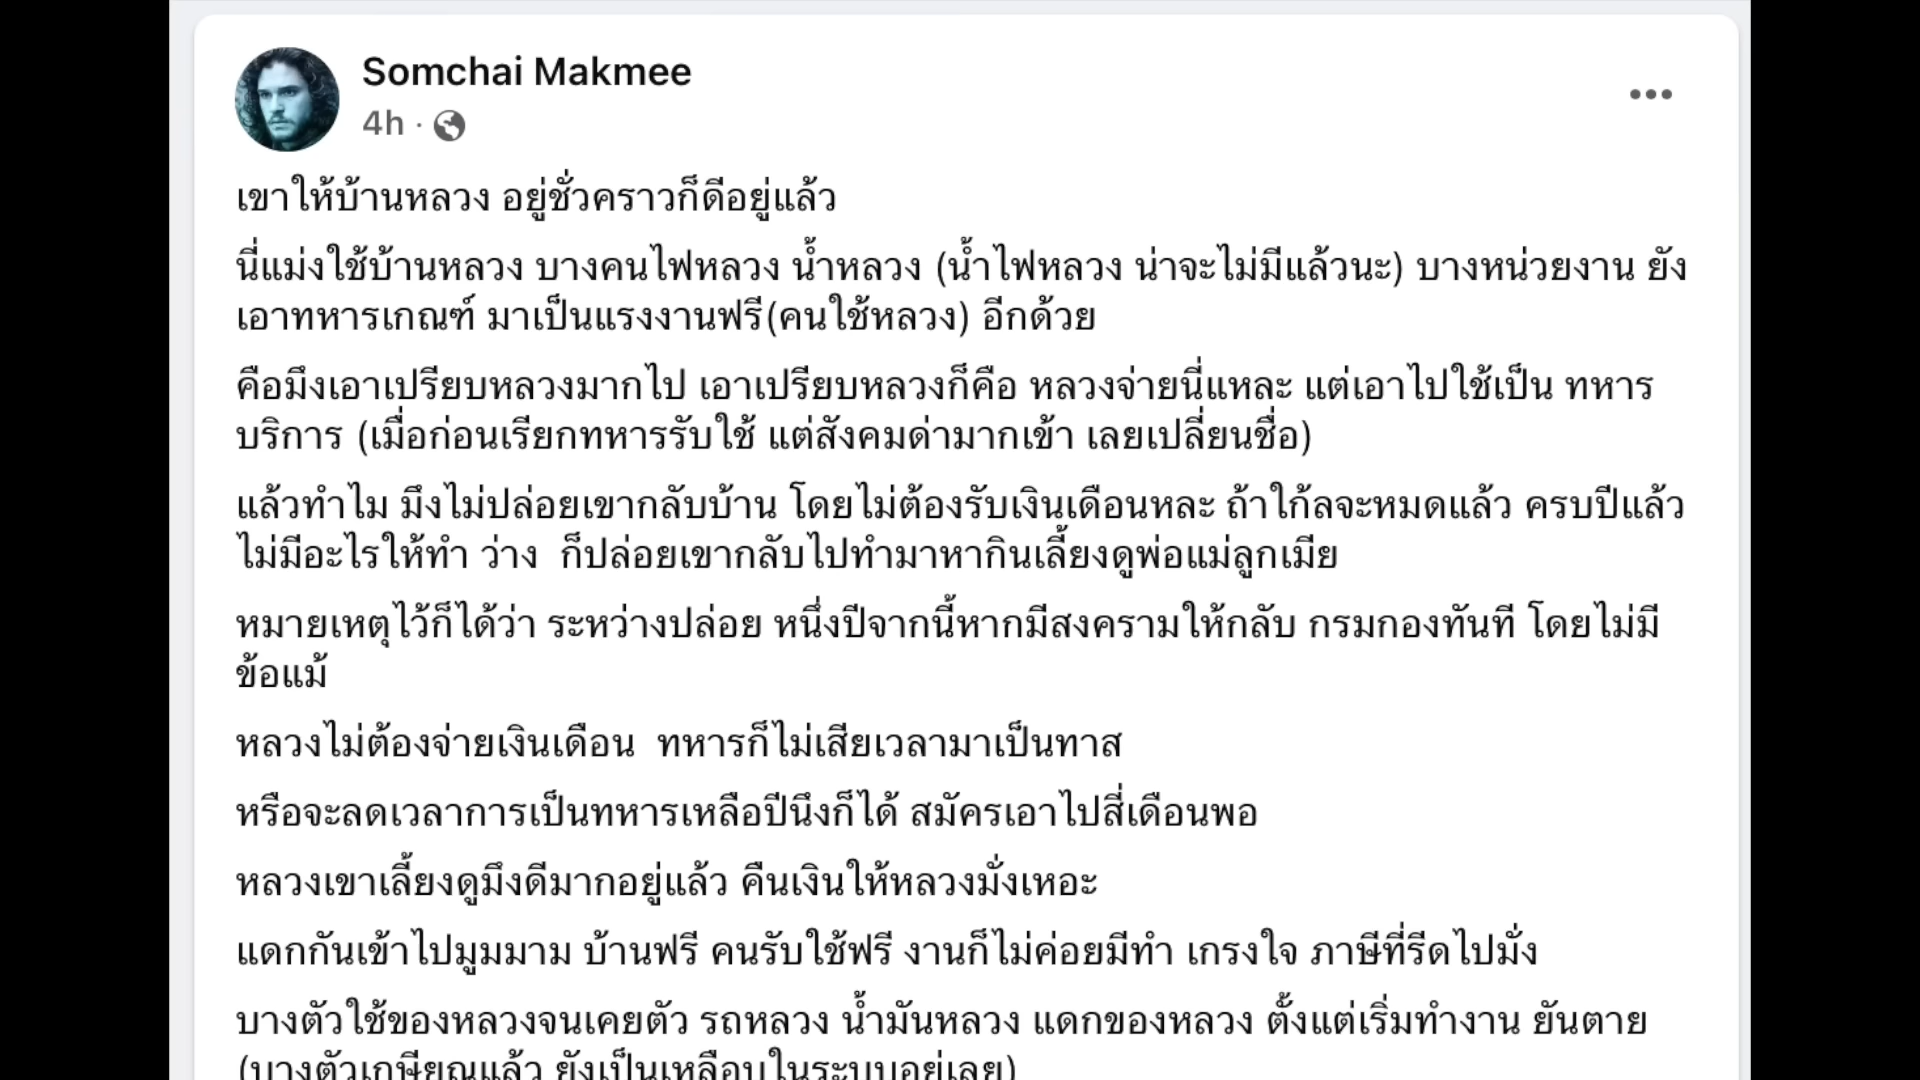 Somchai Makmee
4h ·
เขาให้บ้านหลวง อยู่ชั่วคราวก็ดีอยู่แล้ว
นี่แม่งใช้บ้านหลวง บางคนไฟหลวง น้ำหลวง (น้ำไฟหลวง น่าจะไม่มีแล้วนะ) บางหน่วยงาน ยัง
เอาทหารเกณฑ์ มาเป็นแรงงานฟรี(คนใช้หลวง) อีกด้วย
คือมึงเอาเปรียบหลวงมากไป เอาเปรียบหลวงก็คือ หลวงจ่ายนี่แหละ แต่เอาไปใช้เป็น ทหาร
บริการ (เมื่อก่อนเรียกทหารรับใช้ แต่สังคมด่ามากเข้า เลยเปลี่ยนชื่อ)
แล้วทำไม มึงไม่ปล่อยเขากลับบ้าน โดยไม่ต้องรับเงินเดือนหละ ถ้าใก้ลจะหมดแล้ว ครบปีแล้ว
ไม่มีอะไรให้ทำ ว่าง  ก็ปล่อยเขากลับไปทำมาหากินเลี้ยงดูพ่อแม่ลูกเมีย
หมายเหตุไว้ก็ได้ว่า ระหว่างปล่อย หนึ่งปีจากนี้หากมีสงครามให้กลับ กรมกองทันที โดยไม่มี
ข้อแม้
หลวงไม่ต้องจ่ายเงินเดือน  ทหารก็ไม่เสียเวลามาเป็นทาส
หรือจะลดเวลาการเป็นทหารเหลือปีนึงก็ได้ สมัครเอาไปสี่เดือนพอ
หลวงเขาเลี้ยงดูมึงดีมากอยู่แล้ว คืนเงินให้หลวงมั่งเหอะ
แดกกันเข้าไปมูมมาม บ้านฟรี คนรับใช้ฟรี งานก็ไม่ค่อยมีทำ เกรงใจ ภาษีที่รีดไปมั่ง
บางตัวใช้ของหลวงจนเคยตัว รถหลวง น้ำมันหลวง แดกของหลวง ตั้งแต่เริ่มทำงาน ยันตาย
(บางตัวเกษียณแล้ว ยังเป็นเหลือบในระบบอยู่เลย)